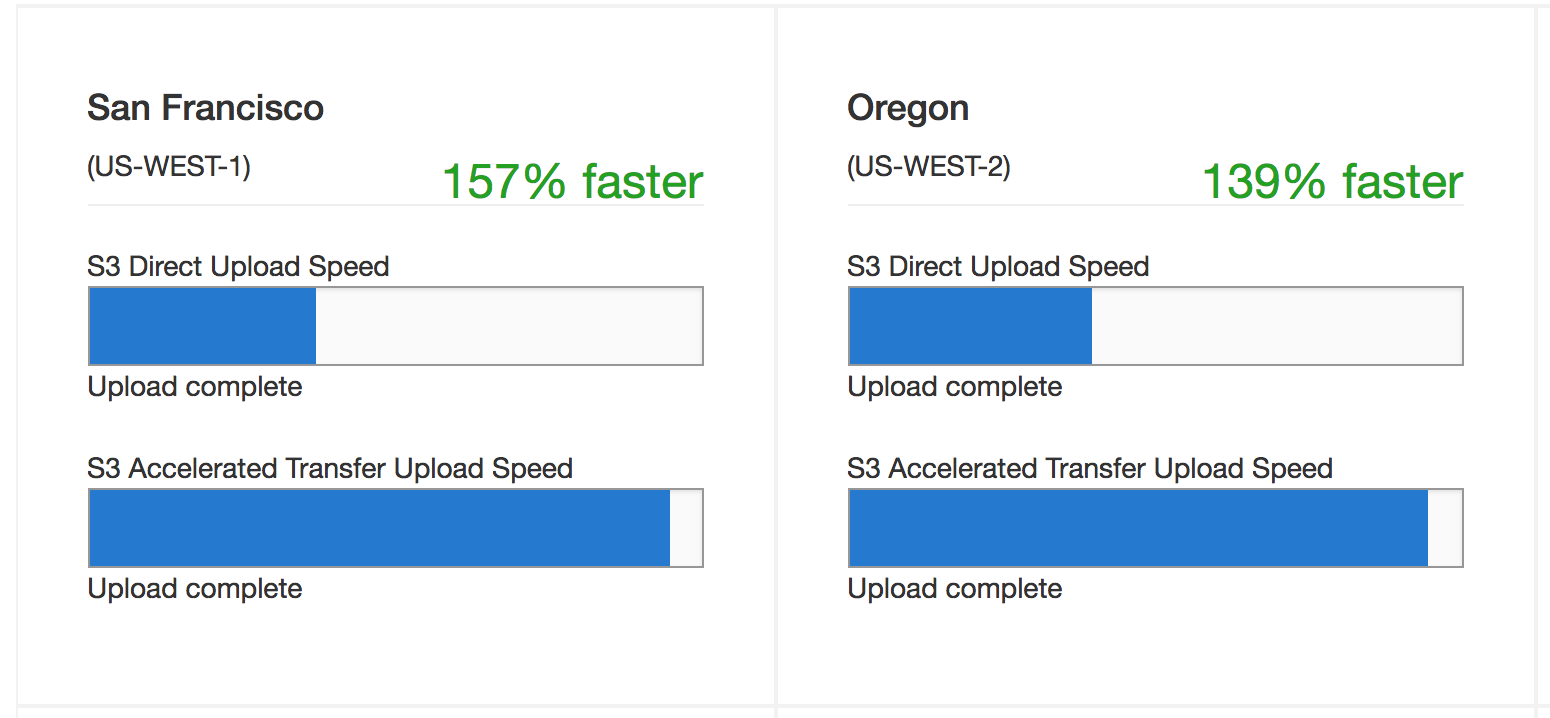 San Francisco
(US-WEST-1)
157% faster
S3 Direct Upload Speed
Upload complete
S3 Accelerated Transfer Upload Speed
Upload complete
Oregon
(US-WEST-2)
139% faster
S3 Direct Upload Speed
Upload complete
S3 Accelerated Transfer Upload Speed
Upload complete